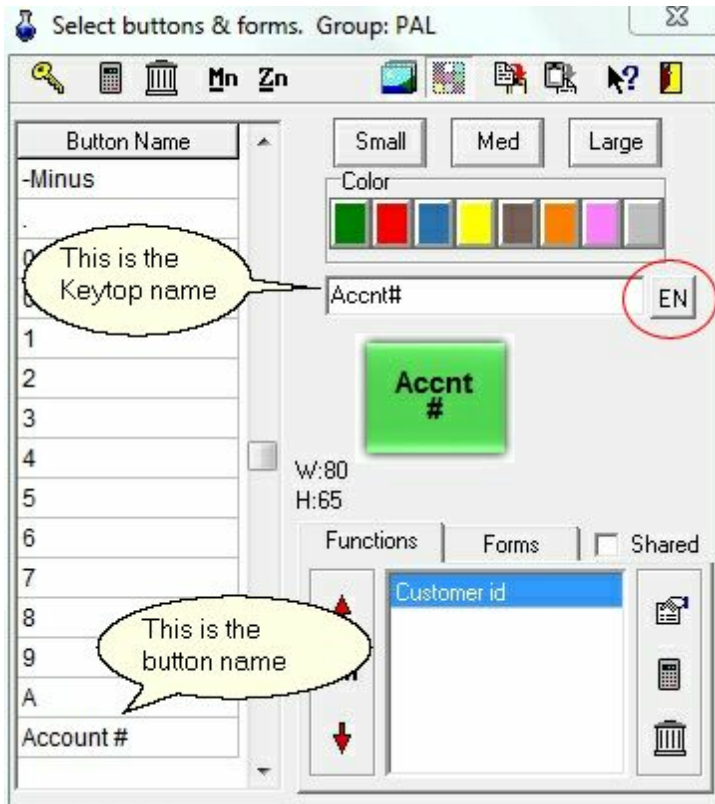 Select buttons & forms. Group: PAL
Mn Zn
Button Name
-Minus
.
0
1
2
3
4
5
6
7
8
9
A
Account #
This is the
Keytop name
This is the
button name
Small Med Large
Color
Accnt#
EN
Accnt
#
W:80
H:65
Functions Forms Shared
Customer id